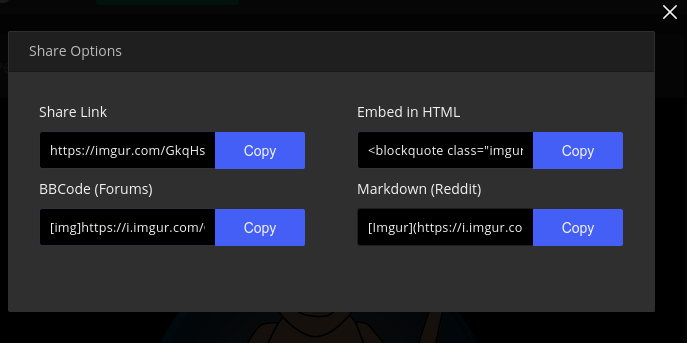 Share Options
Share Link
https://imgur.com/GkqHs
Copy
Embed in HTML
<blockquote class="imgur
Copy
BBCode (Forums)
[img]https://i.imgur.com/
Copy
Markdown (Reddit)
[Imgur](https://i.imgur.co
Copy